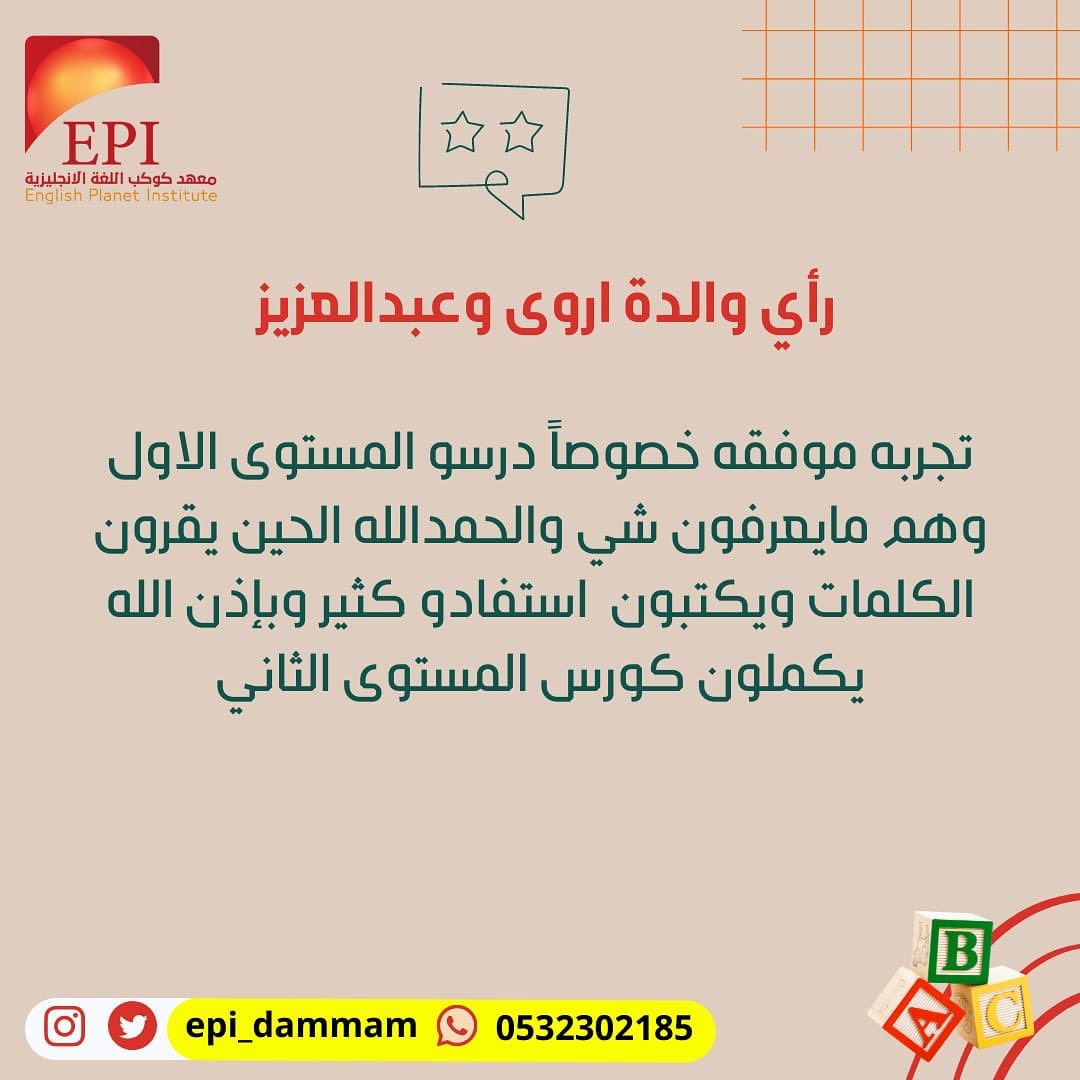 EPI
معهد كوكب اللغة الانجليزية
English Planet Institute
رأي والدة اروى وعبدالعزيز
تجربه موفقه خصوصاً درسو المستوى الاول
وهم مايعرفون شي والحمدالله الحين يقرون
الكلمات ويكتبون استفادو كثير وبإذن الله
يكملون كورس المستوى الثاني
B
A C
epi_dammam 0532302185